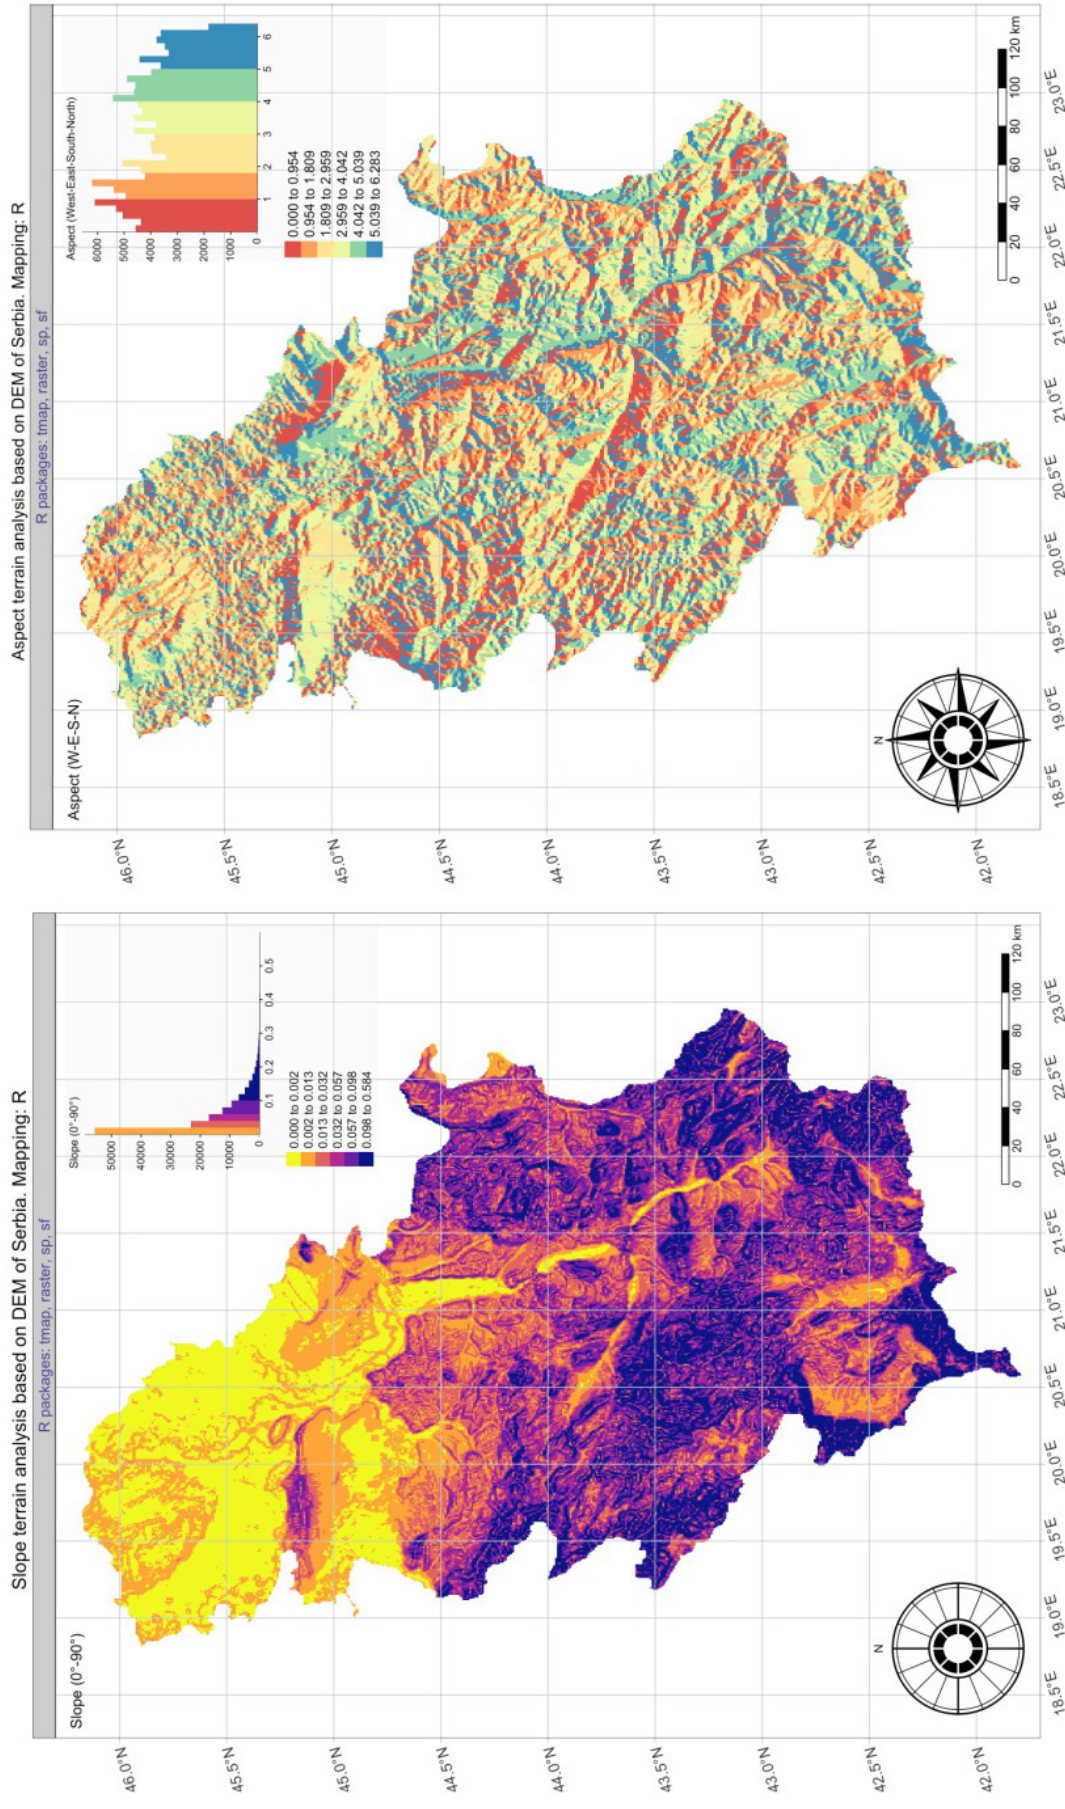 Slope terrain analysis based on DEM of Serbia. Mapping: R
R packages: tmap, raster, sp, sf
Slope (0°-90°)
Slope (0°-90°)
50000
40000
30000
20000
10000
0
0.1
0.2
0.3
0.4
0.5
0.000 to 0.002
0.002 to 0.013
0.013 to 0.032
0.032 to 0.057
0.057 to 0.098
0.098 to 0.584
46.0°N
45.5°N
45.0°N
44.5°N
44.0°N
43.5°N
43.0°N
42.5°N
42.0°N
N
0 20 40 60 80 100 120 km
18.5°E 19.0°E 19.5°E 20.0°E 20.5°E 21.0°E 21.5°E 22.0°E 22.5°E 23.0°E
Aspect terrain analysis based on DEM of Serbia. Mapping: R
R packages: tmap, raster, sp, sf
Aspect (W-E-S-N)
Aspect (West-East-South-North)
6000
5000
4000
3000
2000
1000
0
1
2
3
4
5
6
0.000 to 0.954
0.954 to 1.809
1.809 to 2.959
2.959 to 4.042
4.042 to 5.039
5.039 to 6.283
46.0°N
45.5°N
45.0°N
44.5°N
44.0°N
43.5°N
43.0°N
42.5°N
42.0°N
N
0 20 40 60 80 100 120 km
18.5°E 19.0°E 19.5°E 20.0°E 20.5°E 21.0°E 21.5°E 22.0°E 22.5°E 23.0°E